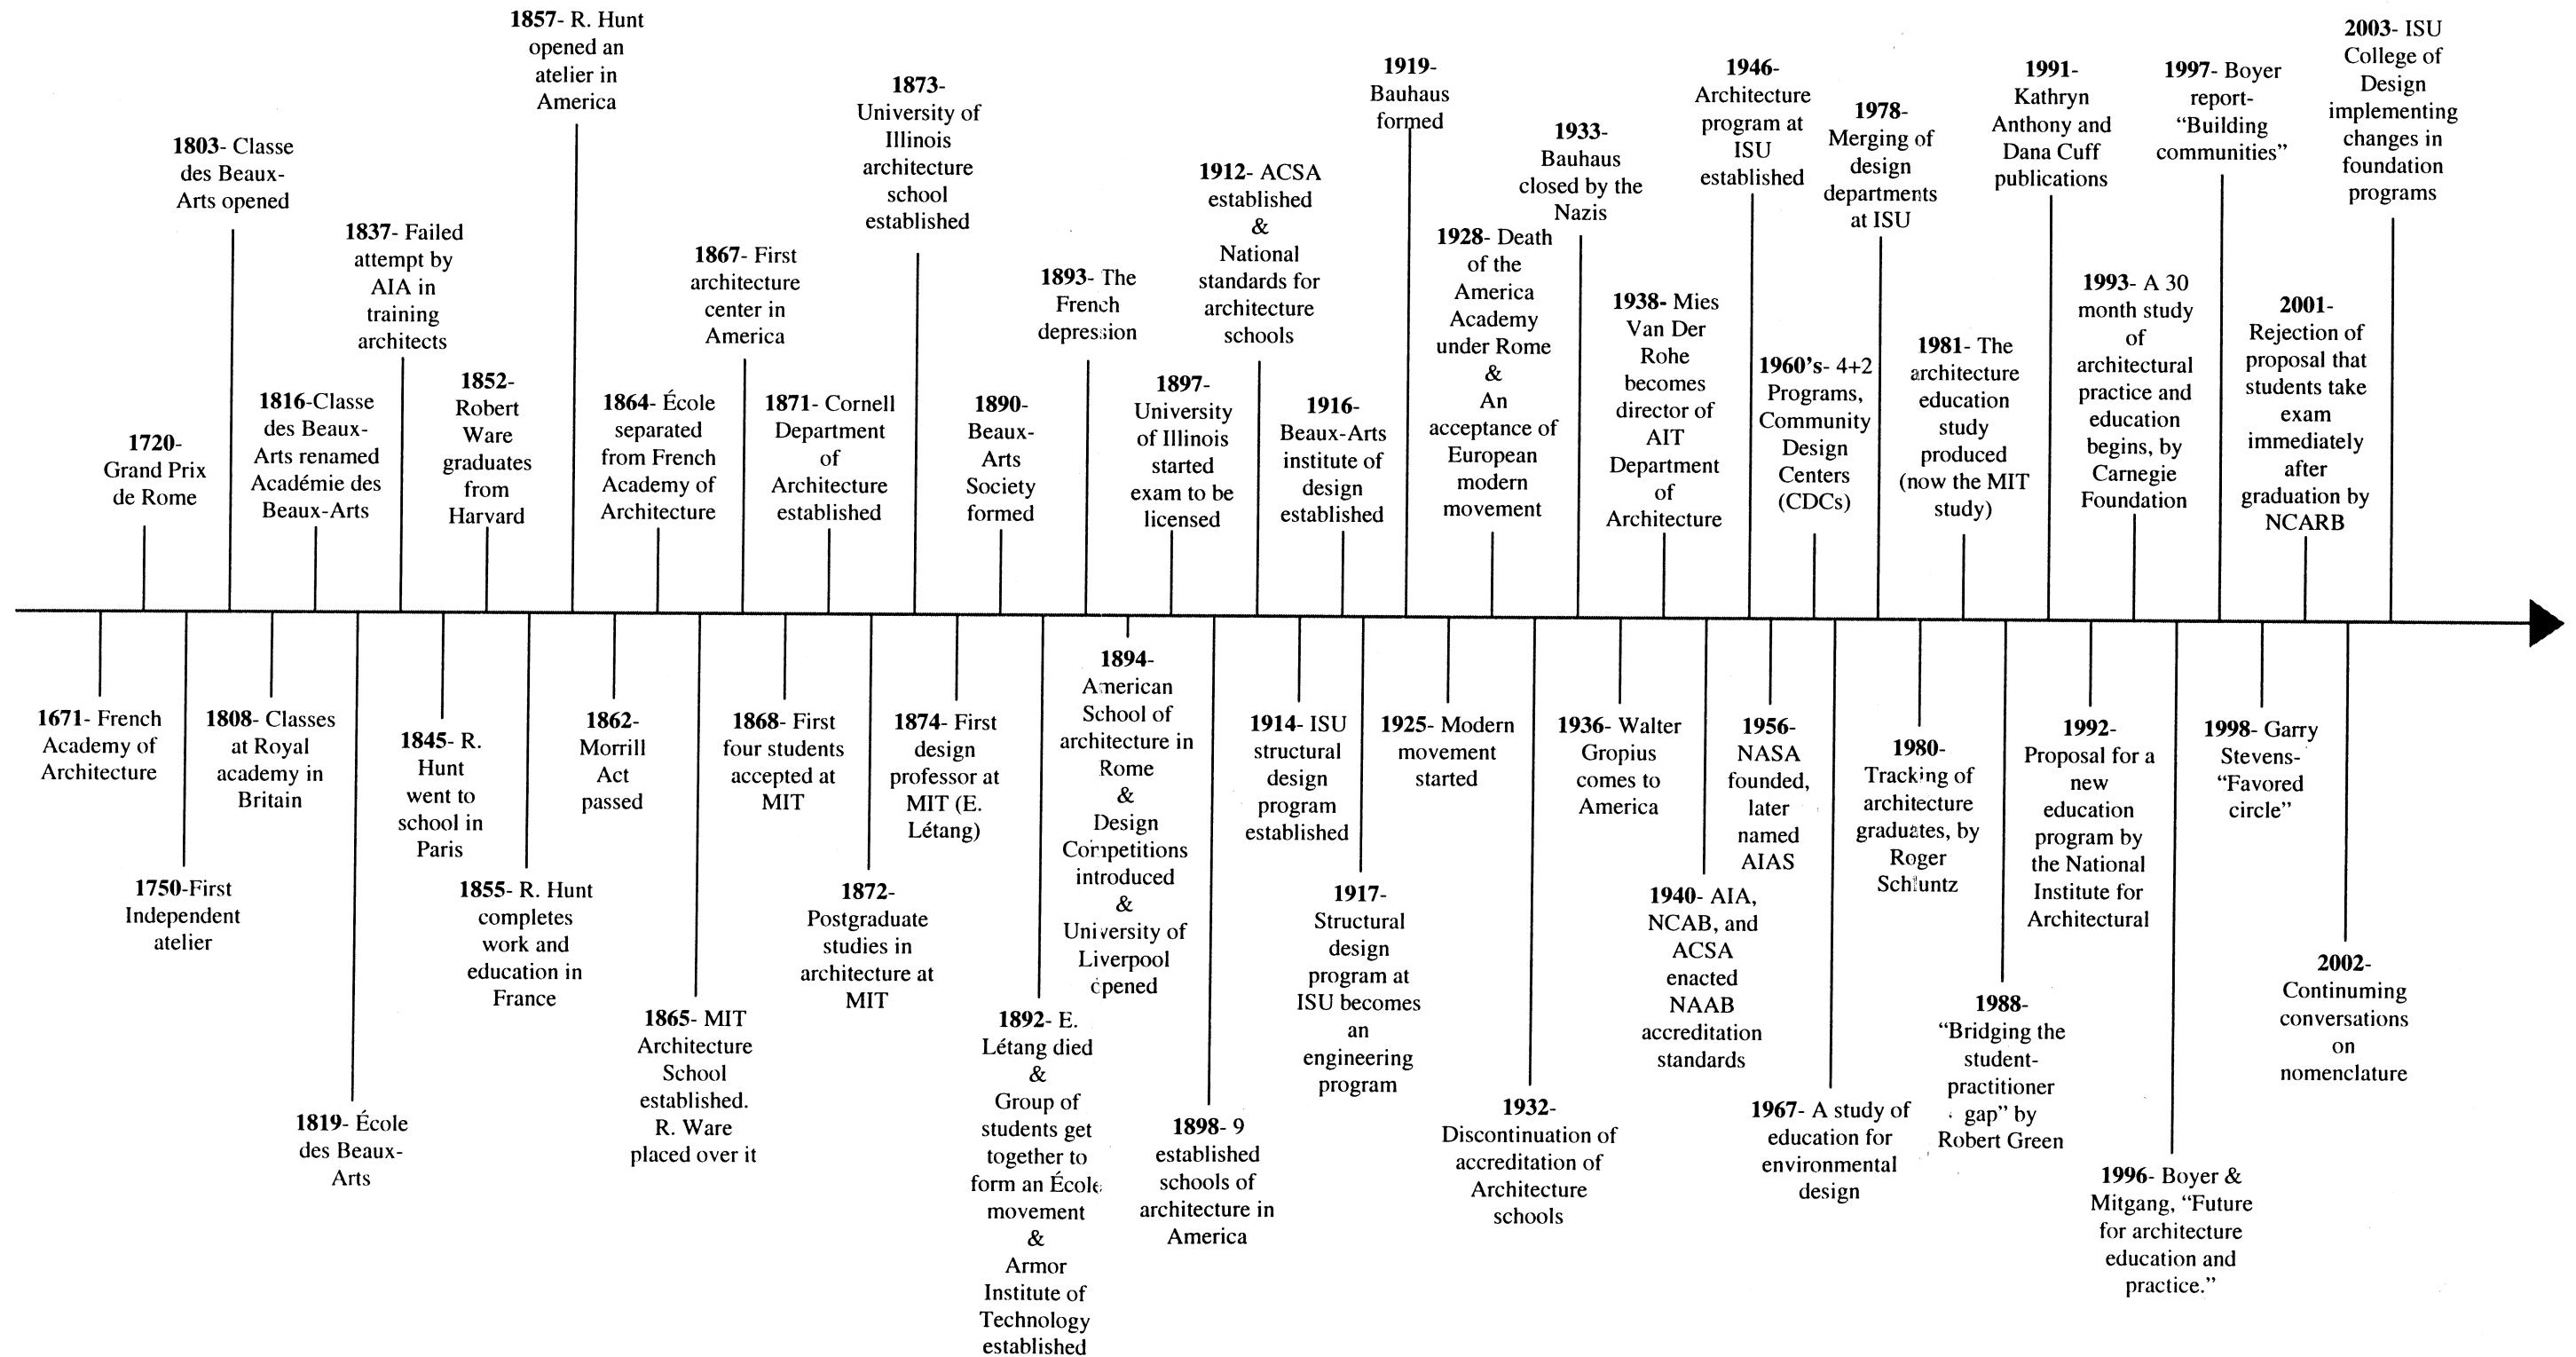 1857- R. Hunt
opened an
atelier in
America
2003- ISU
College of
Design
implementing
changes in
foundation
programs
1919-
Bauhaus
formed
1946-
Architecture
program at
ISU
established
1991-
Kathryn
Anthony and
Dana Cuff
publications
1997- Boyer
report-
“Building
communities”
1873-
University of
Illinois
architecture
school
established
1978-
Merging of
design
departments
at ISU
1803- Classe
des Beaux-
Arts opened
1933-
Bauhaus
closed by the
Nazis
1912- ACSA
established
&
National
standards for
architecture
schools
1837- Failed
attempt by
AIA in
training
architects
1928- Death
of the
America
Academy
under Rome
&
An
acceptance of
European
modern
movement
1867- First
architecture
center in
America
1893- The
French
depression
1993- A 30
month study
of
architectural
practice and
education
begins, by
Carnegie
Foundation
1938- Mies
Van Der
Rohe
becomes
director of
AIT
Department
of
Architecture
2001-
Rejection of
proposal that
students take
exam
immediately
after
graduation by
NCARB
1981- The
architecture
education
study
produced
(now the MIT
study)
1960’s- 4+2
Programs,
Community
Design
Centers
(CDCs)
1852-
Robert
Ware
graduates
from
Harvard
1897-
University
of Illinois
started
exam to be
licensed
1816-Classe
des Beaux-
Arts renamed
Académie des
Beaux-Arts
1864- École
separated
from French
Academy of
Architecture
1871- Cornell
Department
of
Architecture
established
1890-
Beaux-
Arts
Society
formed
1916-
Beaux-Arts
institute of
design
established
1720-
Grand Prix
de Rome
1894-
American
School of
architecture in
Rome
&
Design
Competitions
introduced
&
University of
Liverpool
opened
1671- French
Academy of
Architecture
1808- Classes
at Royal
academy in
Britain
1845- R.
Hunt
went to
school in
Paris
1862-
Morrill
Act
passed
1868- First
four students
accepted at
MIT
1874- First
design
professor at
MIT (E.
Létang)
1914- ISU
structural
design
program
established
1925- Modern
movement
started
1936- Walter
Gropius
comes to
America
1956-
NASA
founded,
later
named
AIAS
1980-
Tracking of
architecture
graduates, by
Roger
Schluntz
1992-
Proposal for a
new
education
program by
the National
Institute for
Architectural
1998- Garry
Stevens-
“Favored
circle”
1750-First
Independent
atelier
1855- R. Hunt
completes
work and
education in
France
1872-
Postgraduate
studies in
architecture at
MIT
1917-
Structural
design
program at
ISU becomes
an
engineering
program
1940- AIA,
NCAB, and
ACSA
enacted
NAAB
accreditation
standards
2002-
Continuming
conversations
on
nomenclature
1988-
“Bridging the
student-
practitioner
gap” by
Robert Green
1865- MIT
Architecture
School
established.
R. Ware
placed over it
1892- E.
Létang died
&
Group of
students get
together to
form an École
movement
&
Armor
Institute of
Technology
established
1819- École
des Beaux-
Arts
1898- 9
established
schools of
architecture in
America
1932-
Discontinuation of
accreditation of
Architecture
schools
1967- A study of
education for
environmental
design
1996- Boyer &
Mitgang, “Future
for architecture
education and
practice.”